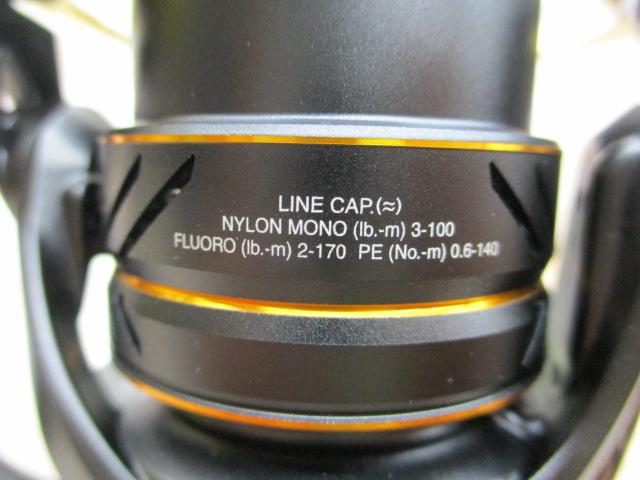 LINE CAP.(≈)
NYLON MONO (lb.-m) 3-100
FLUORO (lb.-m) 2-170 PE (No.-m) 0.6-140